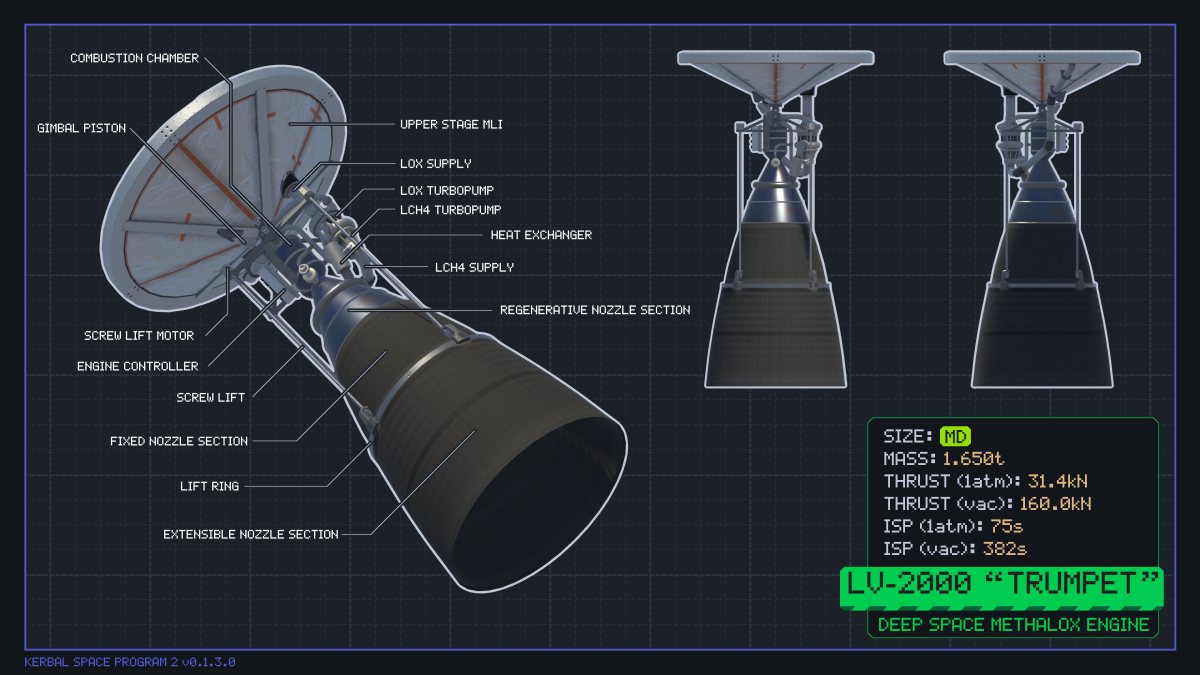 COMBUSTION CHAMBER
GIMBAL PISTON
UPPER STAGE MLI
LOX SUPPLY
LOX TURBOPUMP
LCH4 TURBOPUMP
HEAT EXCHANGER
LCH4 SUPPLY
REGENERATIVE NOZZLE SECTION
SCREW LIFT MOTOR
ENGINE CONTROLLER
SCREW LIFT
FIXED NOZZLE SECTION
LIFT RING
EXTENSIBLE NOZZLE SECTION
SIZE: MD
MASS: 1.650t
THRUST (1atm): 31.4kN
THRUST (vac): 160.0kN
ISP (1atm): 75s
ISP (vac): 382s
LV-2000 “TRUMPET”
DEEP SPACE METHALOX ENGINE
KERBAL SPACE PROGRAM 2 v0.1.3.0